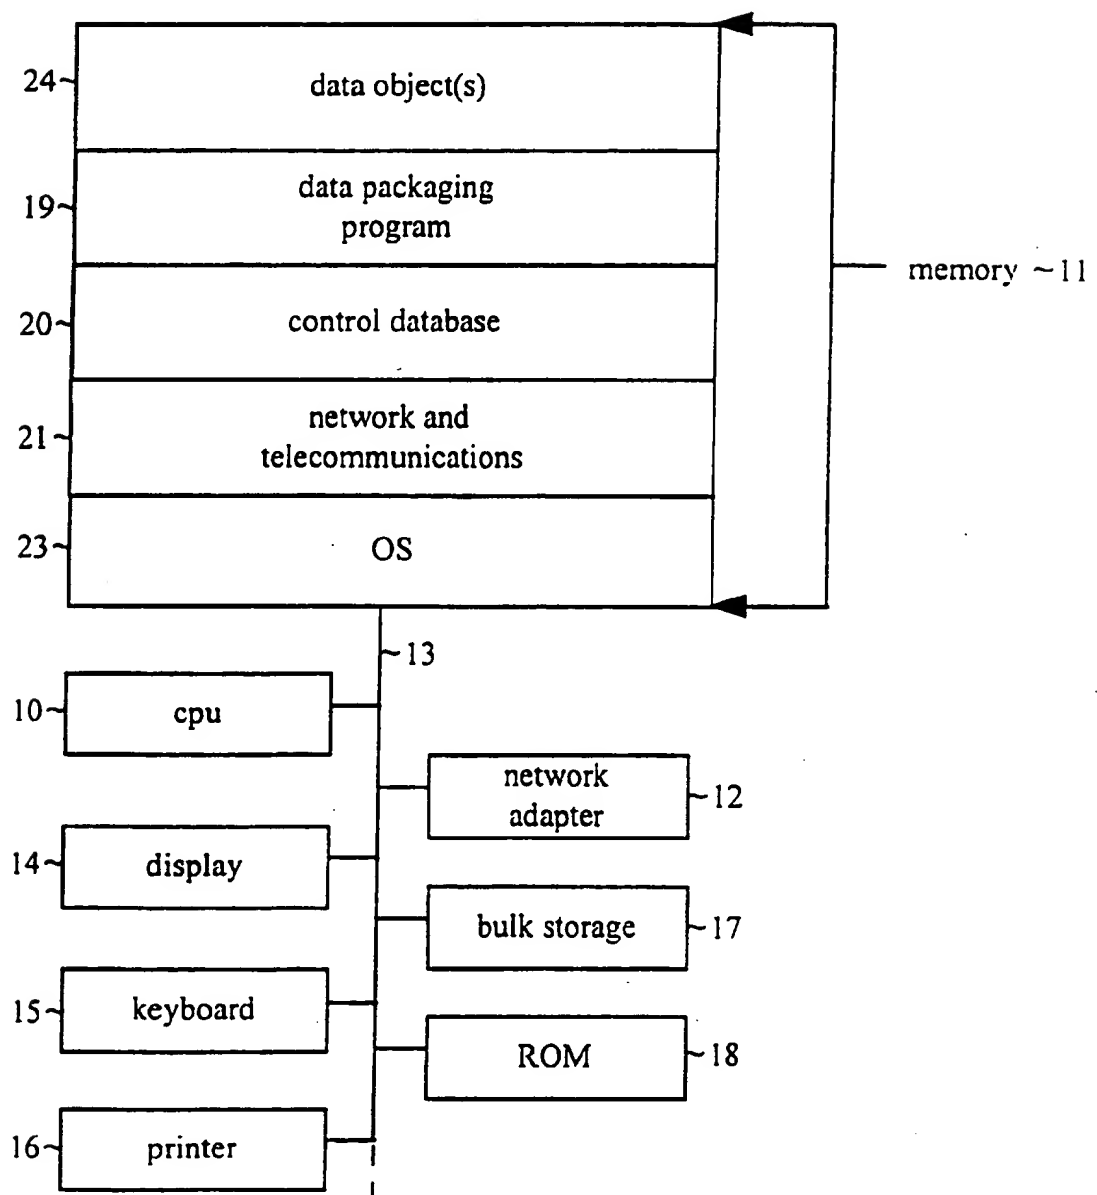 24~ data object(s)
19~ data packaging
program
memory ~11
20~ control database
21~ network and
telecommunications
23~ OS
~13
10~ cpu
network
adapter ~12
14~ display
bulk storage ~17
15~ keyboard
ROM ~18
16~ printer